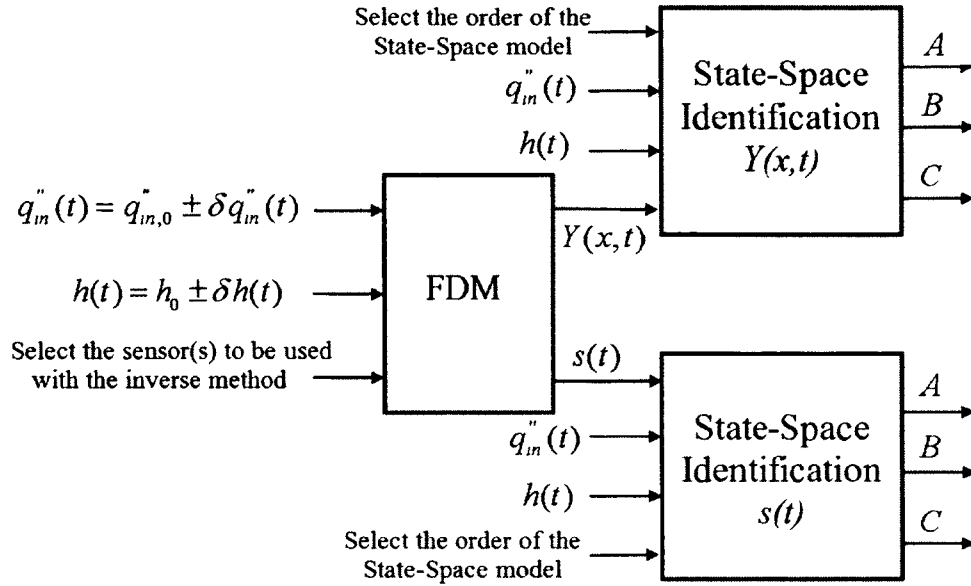 Select the order of the
State-Space model
q''in(t)
h(t)
State-Space
Identification
Y(x,t)
A
B
C
q''in(t) = q''in,0 ± δq''in(t)
h(t) = h0 ± δh(t)
Select the sensor(s) to be used
with the inverse method
FDM
Y(x,t)
s(t)
q''in(t)
h(t)
Select the order of the
State-Space model
State-Space
Identification
s(t)
A
B
C